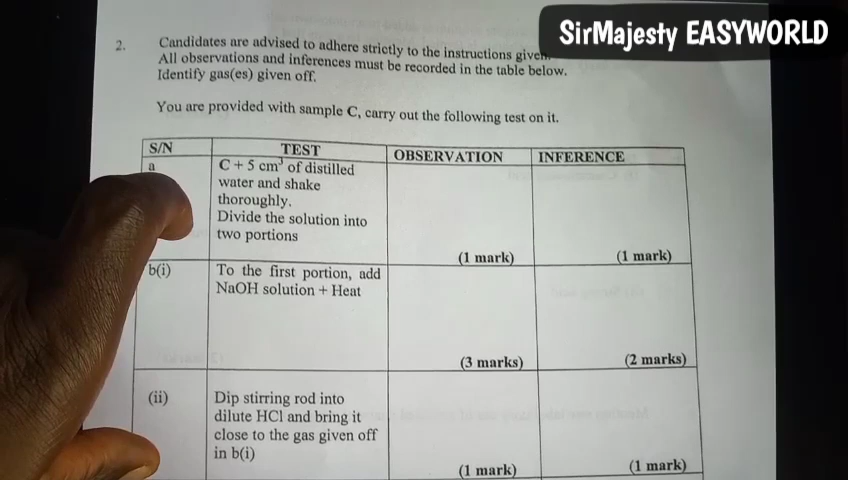 SirMajesty EASYWORLD
2. Candidates are advised to adhere strictly to the instructions given.
All observations and inferences must be recorded in the table below.
Identify gas(es) given off.
You are provided with sample C, carry out the following test on it.
S/N TEST OBSERVATION INFERENCE
a C + 5 cm³ of distilled
water and shake
thoroughly.
Divide the solution into
two portions
(1 mark) (1 mark)
b(i) To the first portion, add
NaOH solution + Heat
(3 marks) (2 marks)
(ii) Dip stirring rod into
dilute HCl and bring it
close to the gas given off
in b(i)
(1 mark) (1 mark)